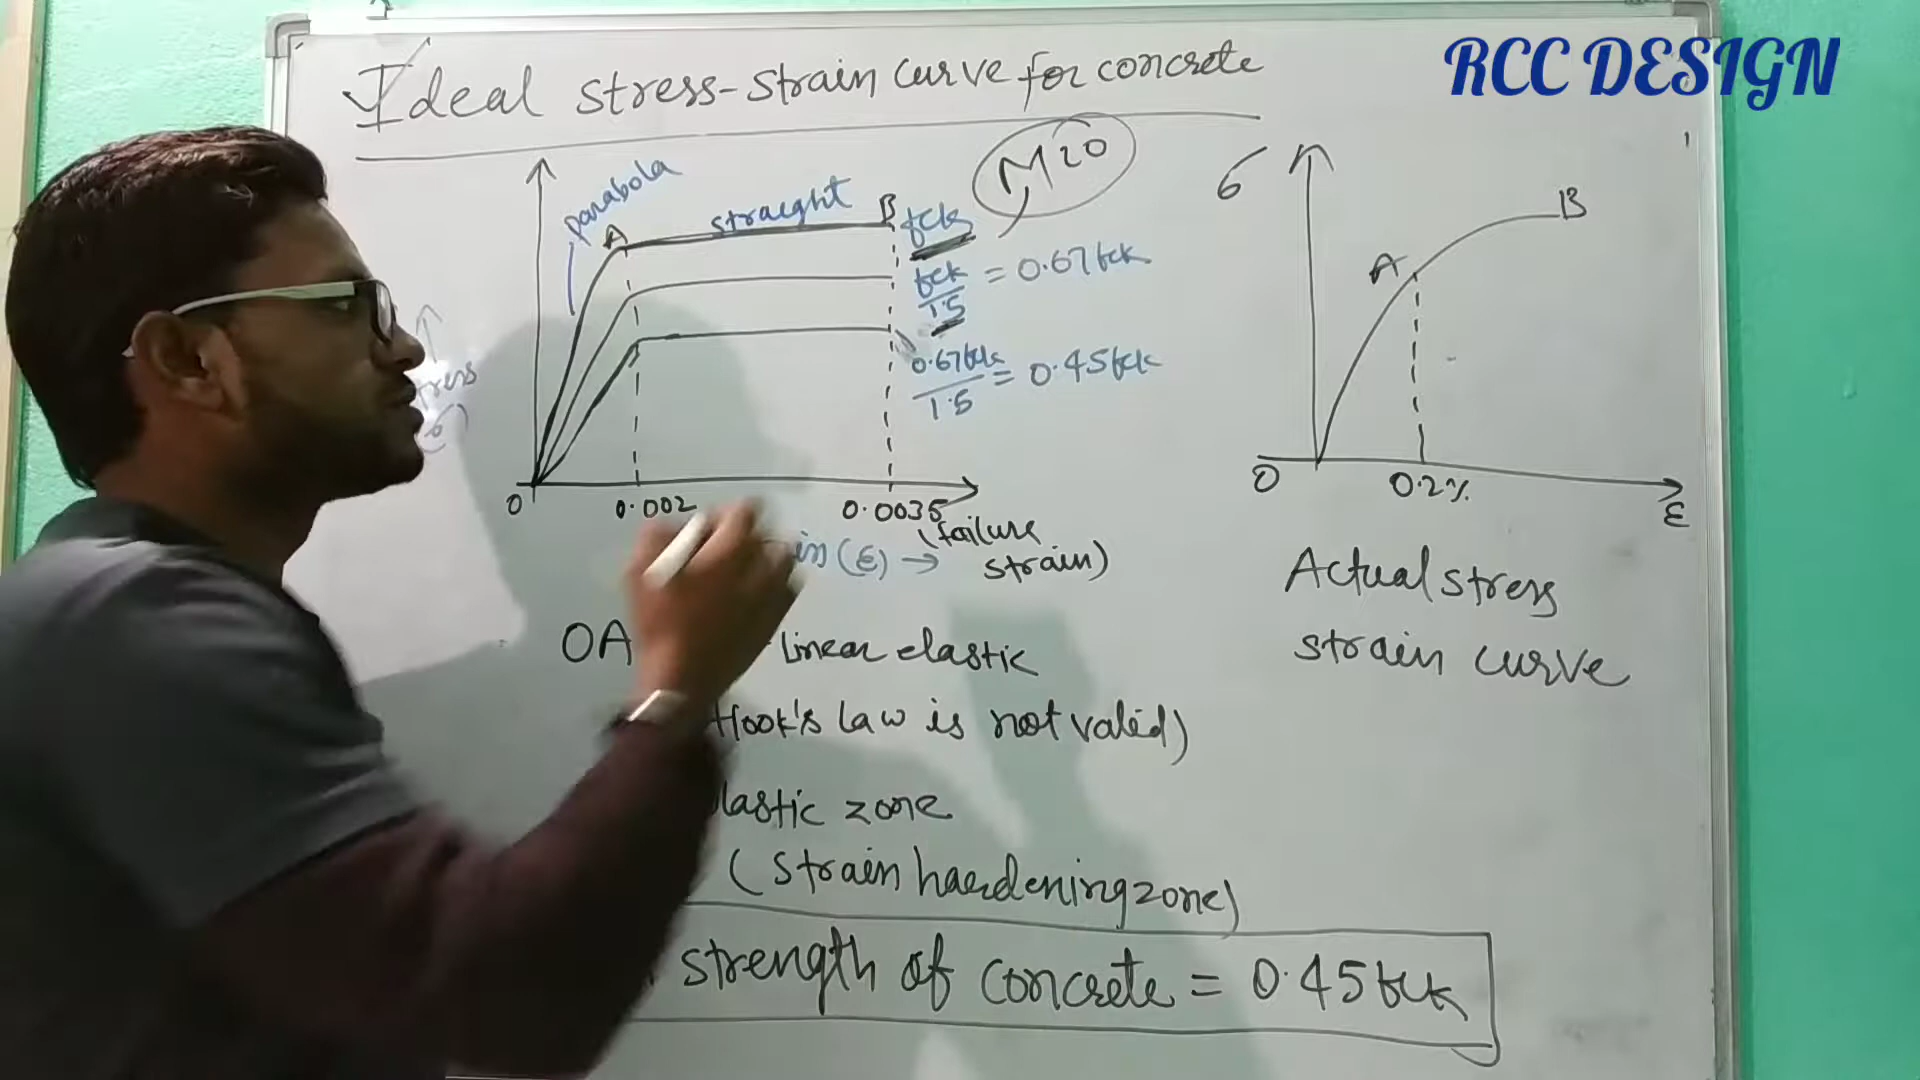 RCC DESIGN
Ideal stress-strain curve for concrete
M20
parabola
straight
A
B
fck
fck/1.5 = 0.67fck
0.67fck/1.5 = 0.45fck
0
0.002
0.0035
(failure
strain)
(ε) →
σ
A
B
0
0.2%
ε
Actual stress
strain curve
OA
Linear elastic
Hook's law is not valid)
lastic zone
(strain haedening zone)
strength of concrete = 0.45fck